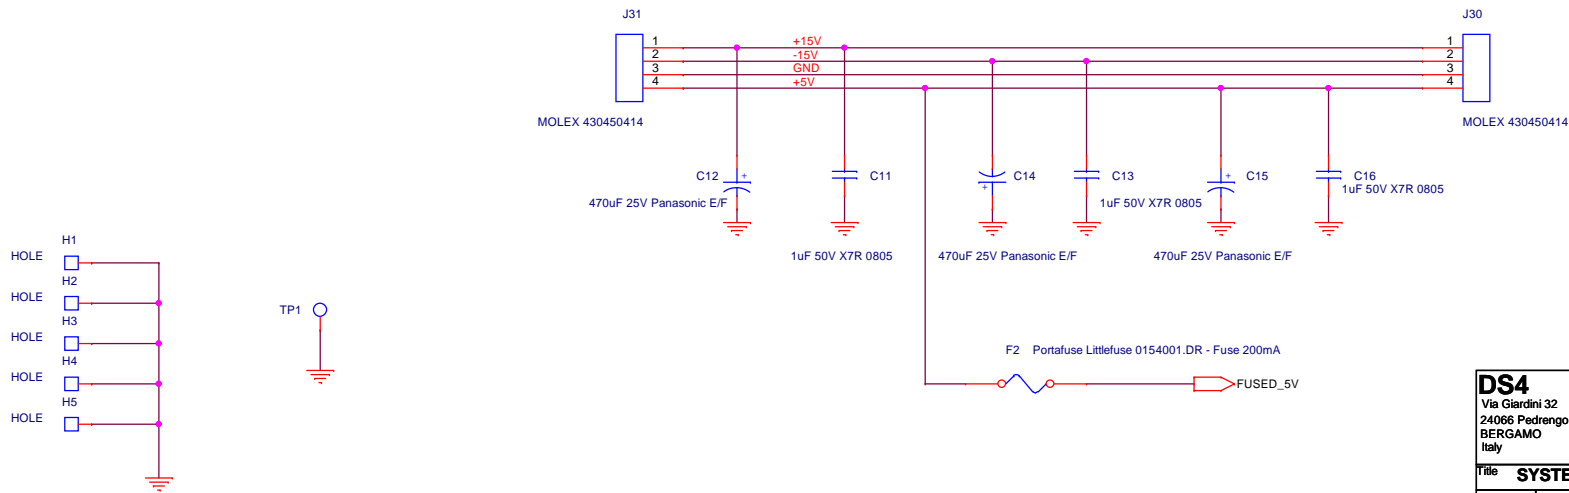 J31
J30
1
+15V
1
2
-15V
2
3
GND
3
4
+5V
4
MOLEX 430450414
MOLEX 430450414
C12
+
C11
+
C14
C13
+
C15
C16
470uF 25V Panasonic E/F
1uF 50V X7R 0805
1uF 50V X7R 0805
1uF 50V X7R 0805
470uF 25V Panasonic E/F
470uF 25V Panasonic E/F
H1
HOLE
H2
HOLE
H3
HOLE
H4
HOLE
H5
HOLE
TP1
F2 Portafuse Littlefuse 0154001.DR - Fuse 200mA
FUSED_5V
DS4
Via Giardini 32
24066 Pedrengo
BERGAMO
Italy
Title SYSTE